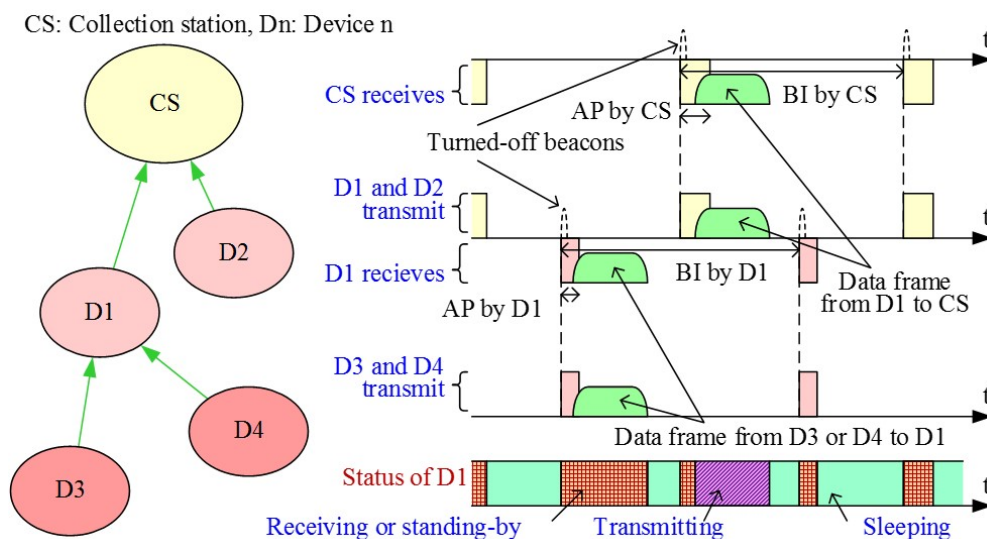 CS: Collection station, Dn: Device n
CS
D2
D1
D4
D3
t
CS receives
AP by CS
BI by CS
Turned-off beacons
D1 and D2
transmit
t
D1 recieves
BI by D1
Data frame
from D1 to CS
AP by D1
D3 and D4
transmit
t
Data frame from D3 or D4 to D1
Status of D1
t
Receiving or standing-by
Transmitting
Sleeping